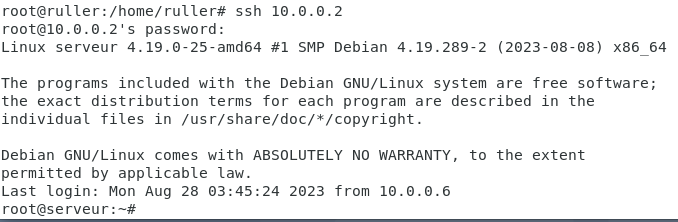 root@ruller:/home/ruller# ssh 10.0.0.2
root@10.0.0.2's password:
Linux serveur 4.19.0-25-amd64 #1 SMP Debian 4.19.289-2 (2023-08-08) x86_64

The programs included with the Debian GNU/Linux system are free software;
the exact distribution terms for each program are described in the
individual files in /usr/share/doc/*/copyright.

Debian GNU/Linux comes with ABSOLUTELY NO WARRANTY, to the extent
permitted by applicable law.
Last login: Mon Aug 28 03:45:24 2023 from 10.0.0.6
root@serveur:~#